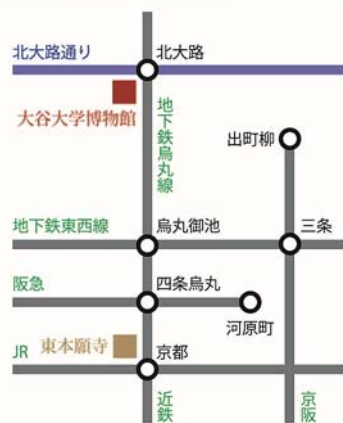 北大路通り
北大路
大谷大学博物館
地下鉄烏丸線
出町柳
地下鉄東西線
烏丸御池
三条
阪急
四条烏丸
河原町
JR
東本願寺
京都
近鉄
京阪